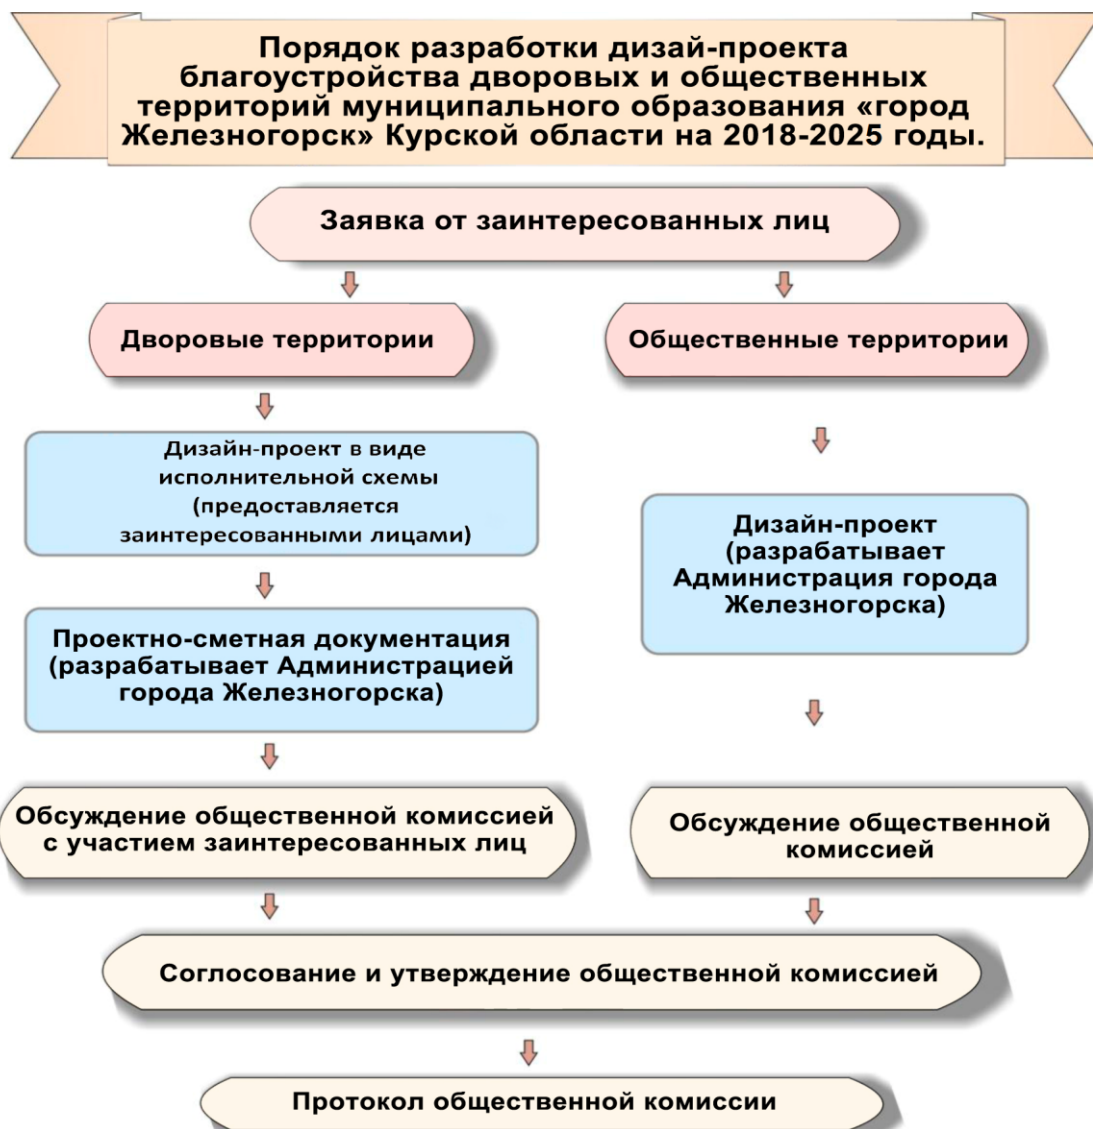 Порядок разработки дизай-проекта
благоустройства дворовых и общественных
территорий муниципального образования «город
Железногорск» Курской области на 2018-2025 годы.
Заявка от заинтересованных лиц
Дворовые территории
Общественные территории
Дизайн-проект в виде
исполнительной схемы
(предоставляется
заинтересованными лицами)
Дизайн-проект
(разрабатывает
Администрация города
Железногорска)
Проектно-сметная документация
(разрабатывает Администрацией
города Железногорска)
Обсуждение общественной комиссией
с участием заинтересованных лиц
Обсуждение общественной
комиссией
Соглосование и утверждение общественной комиссией
Протокол общественной комиссии